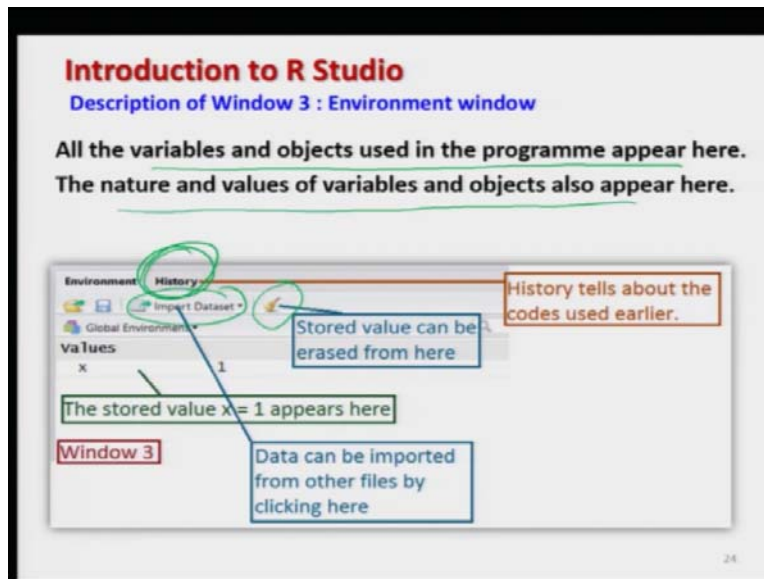 Introduction to R Studio
Description of Window 3 : Environment window
All the variables and objects used in the programme appear here.
The nature and values of variables and objects also appear here.
Environment History
Import Dataset
Global Environment
Values
x 1
History tells about the
codes used earlier.
Stored value can be
erased from here
The stored value x = 1 appears here
Window 3
Data can be imported
from other files by
clicking here
24